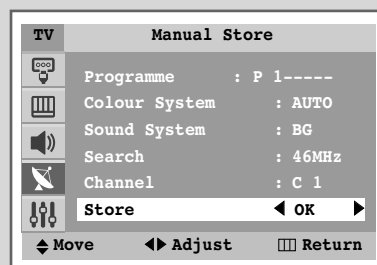 TV Manual Store
Programme : P 1-----
Colour System : AUTO
Sound System : BG
Search : 46MHz
Channel : C 1
Store ◀ OK ▶
Move Adjust Return